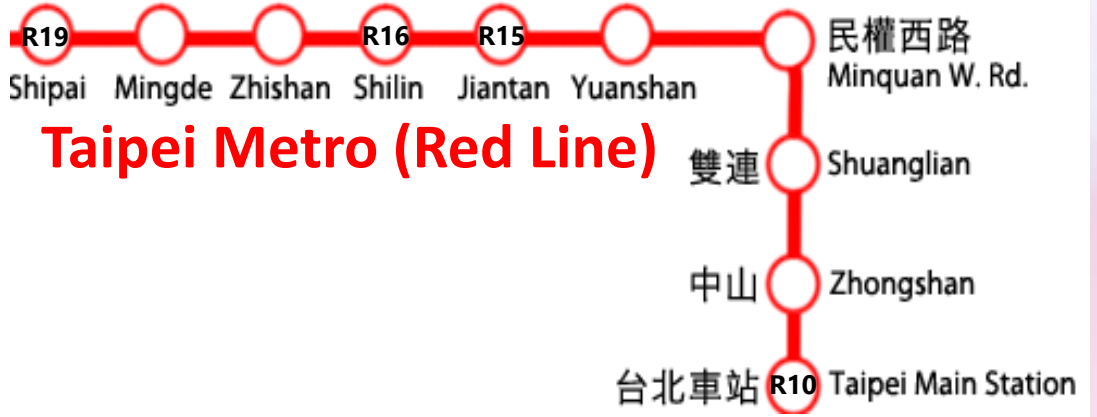 R19 R16 R15
民權西路
Shipai Mingde Zhishan Shilin Jiantan Yuanshan Minquan W. Rd.
Taipei Metro (Red Line)
雙連 Shuanglian
中山 Zhongshan
台北車站 R10 Taipei Main Station